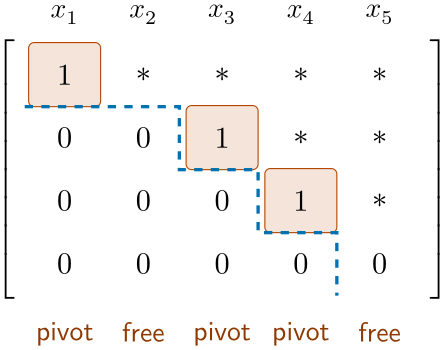 x₁ x₂ x₃ x₄ x₅
1 * * * *
0 0 1 * *
0 0 0 1 *
0 0 0 0 0
pivot free pivot pivot free